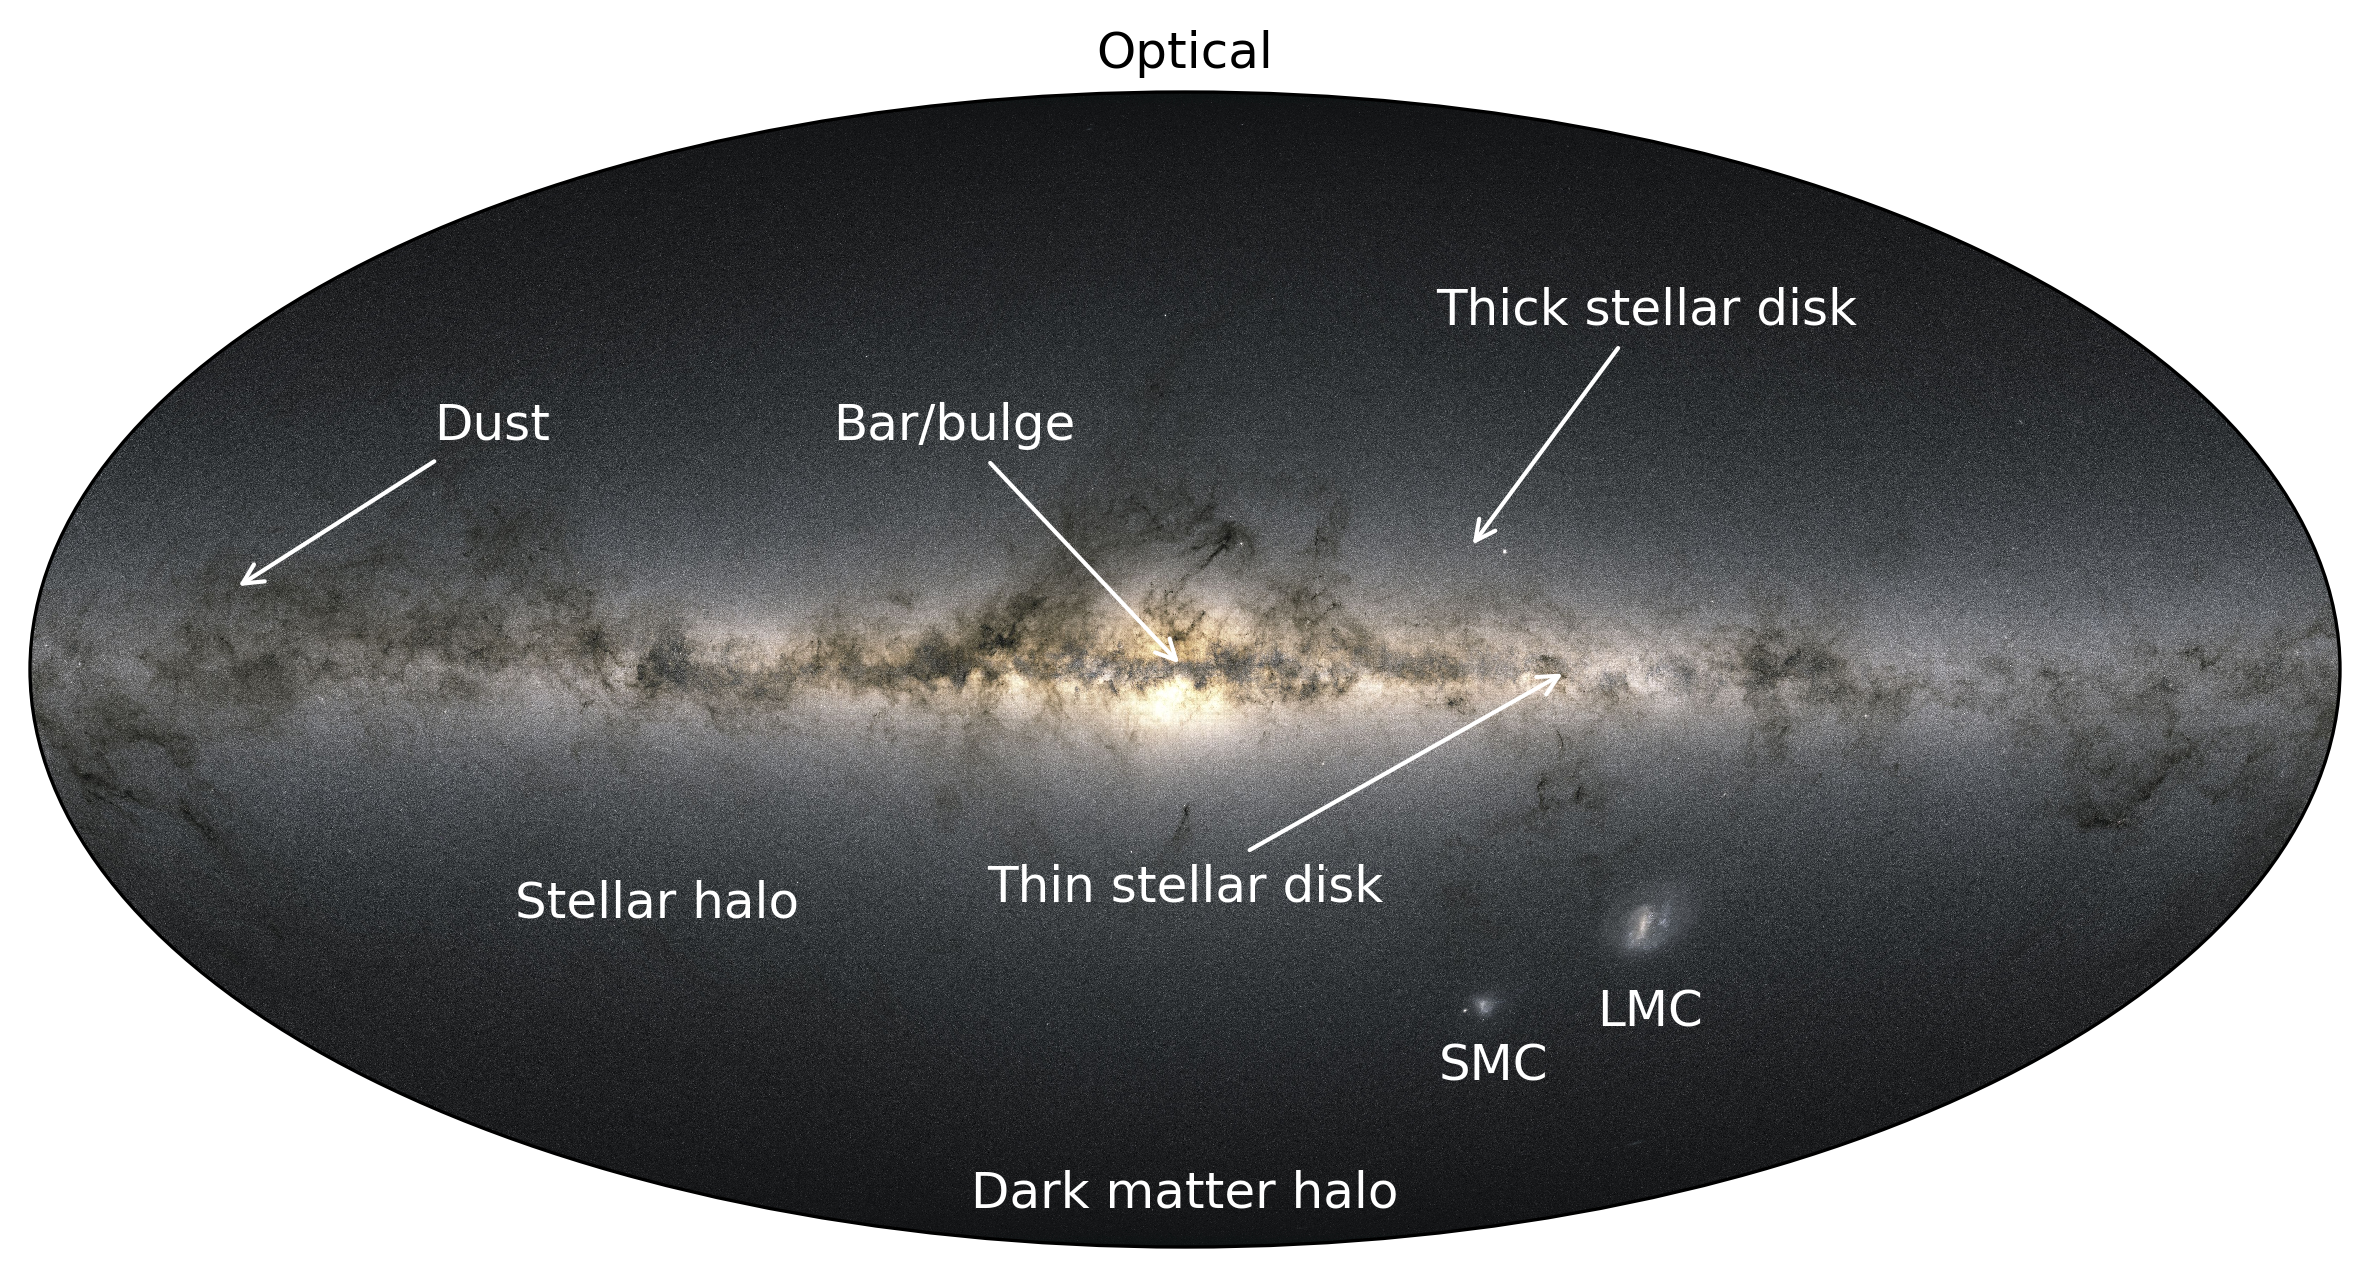 Optical
Thick stellar disk
Dust
Bar/bulge
Thin stellar disk
Stellar halo
LMC
SMC
Dark matter halo